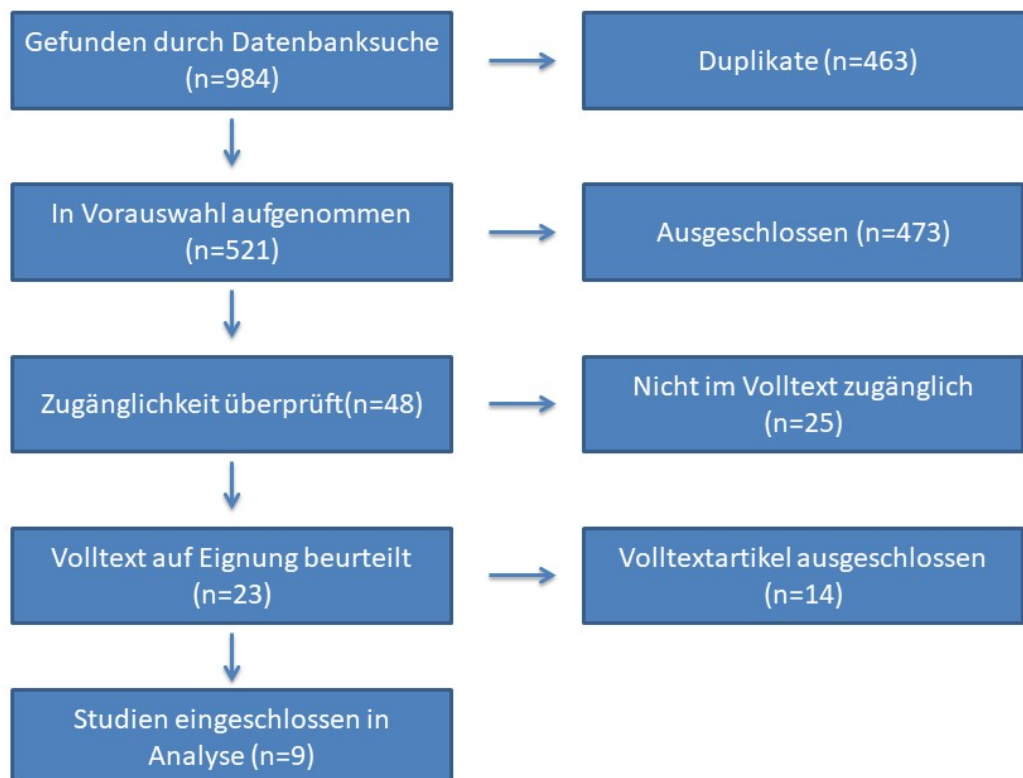 Gefunden durch Datenbanksuche
(n=984)
Duplikate (n=463)
In Vorauswahl aufgenommen
(n=521)
Ausgeschlossen (n=473)
Zugänglichkeit überprüft(n=48)
Nicht im Volltext zugänglich
(n=25)
Volltext auf Eignung beurteilt
(n=23)
Volltextartikel ausgeschlossen
(n=14)
Studien eingeschlossen in
Analyse (n=9)